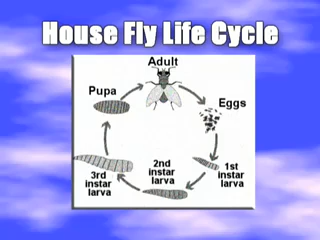 House Fly Life Cycle
Adult
Eggs
1st
instar
larva
2nd
instar
larva
3rd
instar
larva
Pupa